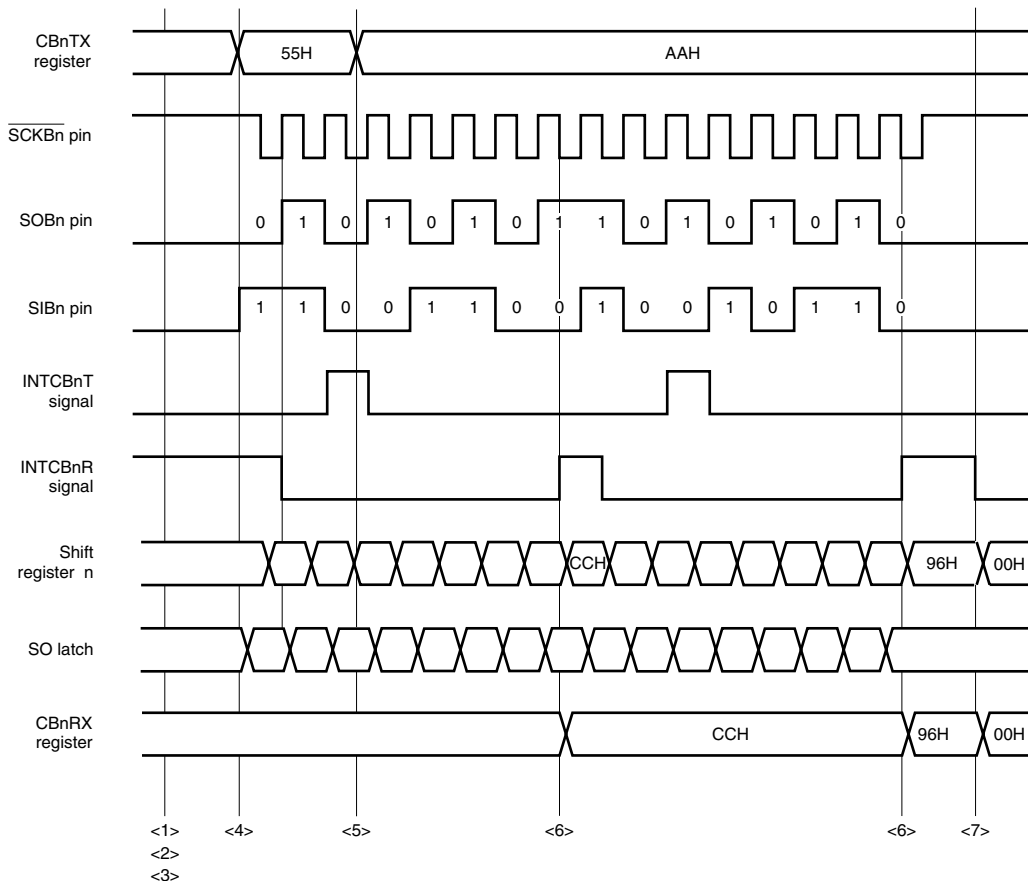 CBnTX
register
55H
AAH
SCKBn pin
SOBn pin
0 1 0 1 0 1 0 1 1 0 1 0 1 0 1 0
SIBn pin
1 1 0 0 1 1 0 0 1 0 0 1 0 1 1 0
INTCBnT
signal
INTCBnR
signal
Shift
register n
CCH
96H
00H
SO latch
CBnRX
register
CCH
96H
00H
<1> <4> <5> <6> <6> <7>
<2>
<3>